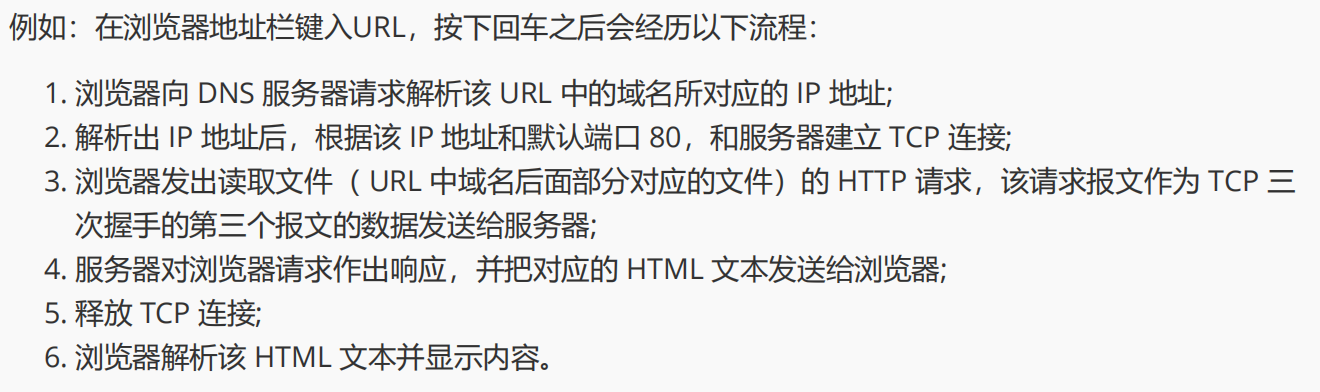 例如：在浏览器地址栏键入URL，按下回车之后会经历以下流程：
1. 浏览器向 DNS 服务器请求解析该 URL 中的域名所对应的 IP 地址;
2. 解析出 IP 地址后，根据该 IP 地址和默认端口 80，和服务器建立 TCP 连接;
3. 浏览器发出读取文件（ URL 中域名后面部分对应的文件）的 HTTP 请求，该请求报文作为 TCP 三
次握手的第三个报文的数据发送给服务器;
4. 服务器对浏览器请求作出响应，并把对应的 HTML 文本发送给浏览器;
5. 释放 TCP 连接;
6. 浏览器解析该 HTML 文本并显示内容。